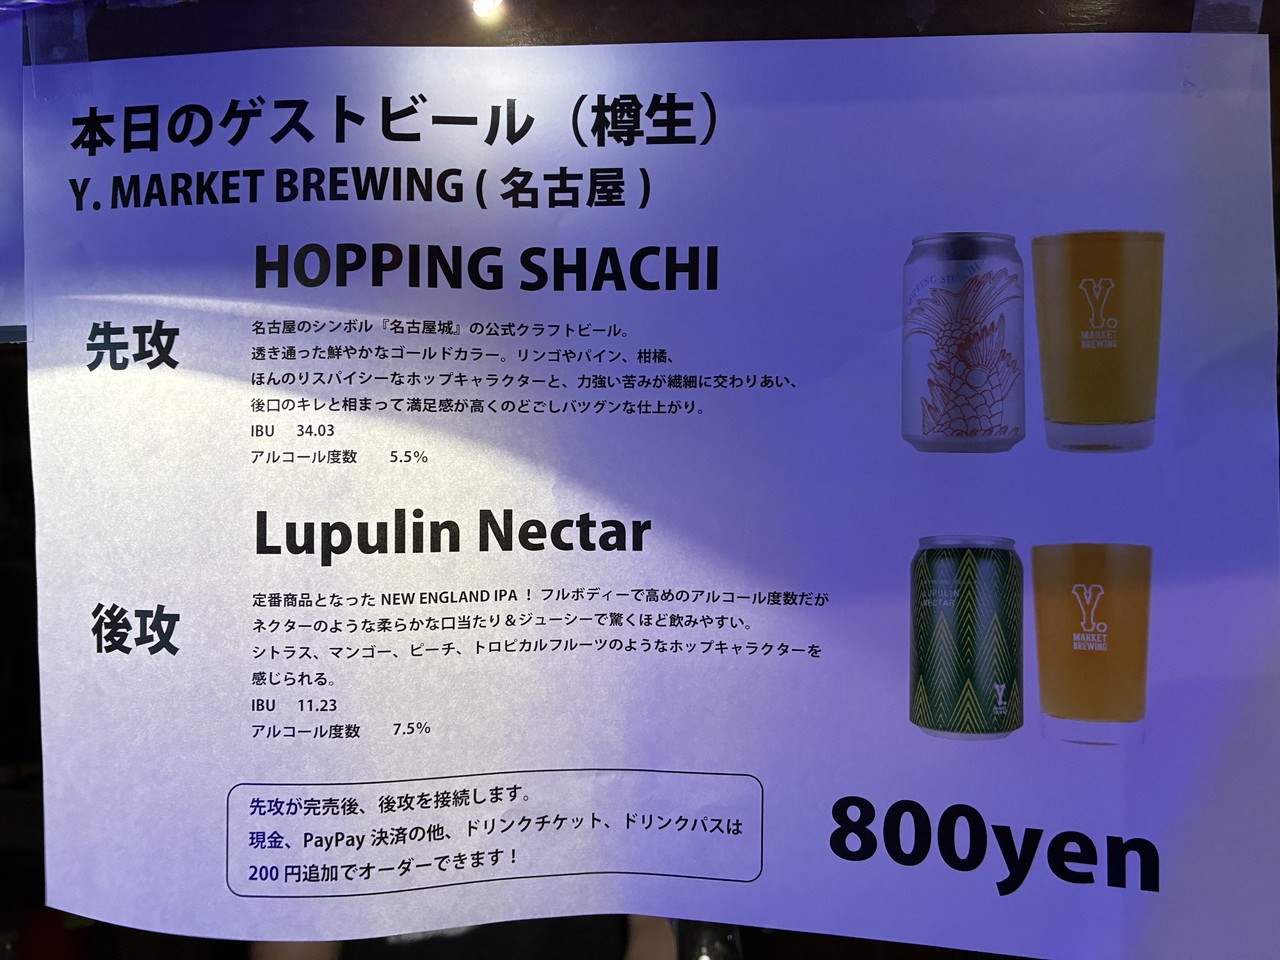 本日のゲストビール（樽生）
Y. MARKET BREWING ( 名古屋 )
HOPPING SHACHI
先攻
名古屋のシンボル『名古屋城』の公式クラフトビール。
透き通った鮮やかなゴールドカラー。リンゴやパイン、柑橘、
ほんのりスパイシーなホップキャラクターと、力強い苦みが繊細に交わりあい、
後口のキレと相まって満足感が高くのどごしバツグンな仕上がり。
IBU 34.03
アルコール度数 5.5%
HOPPING SHACHI
Y.
MARKET
BREWING
Lupulin Nectar
後攻
定番商品となった NEW ENGLAND IPA ！フルボディーで高めのアルコール度数だが
ネクターのような柔らかな口当たり＆ジューシーで驚くほど飲みやすい。
シトラス、マンゴー、ピーチ、トロピカルフルーツのようなホップキャラクターを
感じられる。
IBU 11.23
アルコール度数 7.5%
LUPULIN
NECTAR
Y.
Y.
MARKET
BREWING
先攻が完売後、後攻を接続します。
現金、PayPay 決済の他、ドリンクチケット、ドリンクパスは
200 円追加でオーダーできます！
800yen